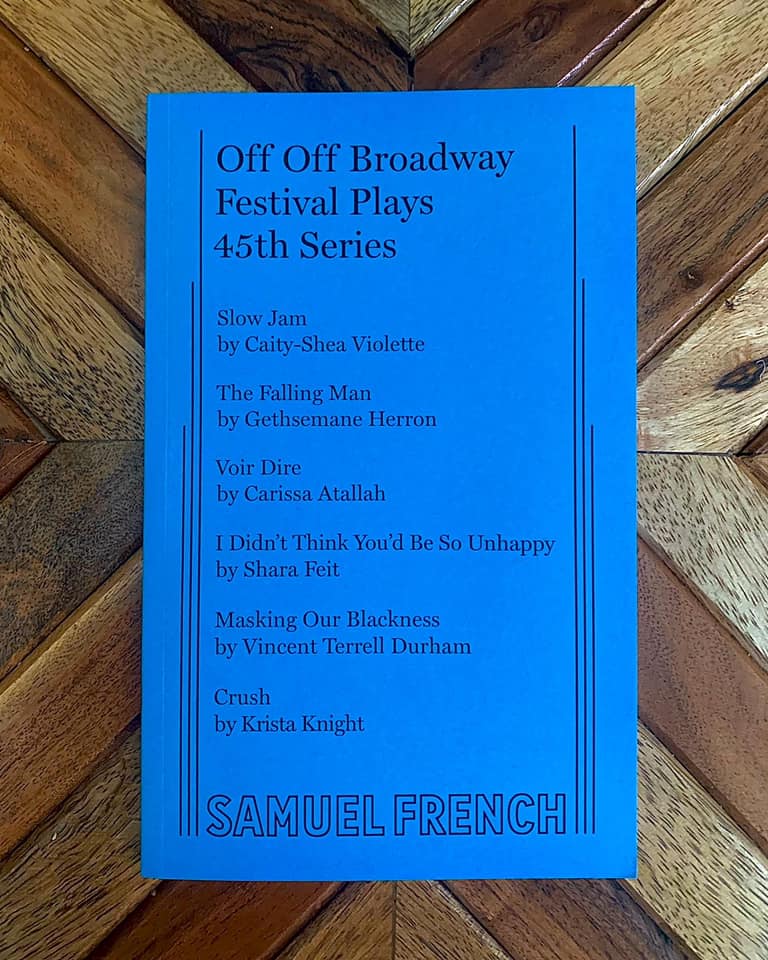 Off Off Broadway
Festival Plays
45th Series
Slow Jam
by Caity-Shea Violette
The Falling Man
by Gethsemane Herron
Voir Dire
by Carissa Atallah
I Didn’t Think You’d Be So Unhappy
by Shara Feit
Masking Our Blackness
by Vincent Terrell Durham
Crush
by Krista Knight
SAMUEL FRENCH